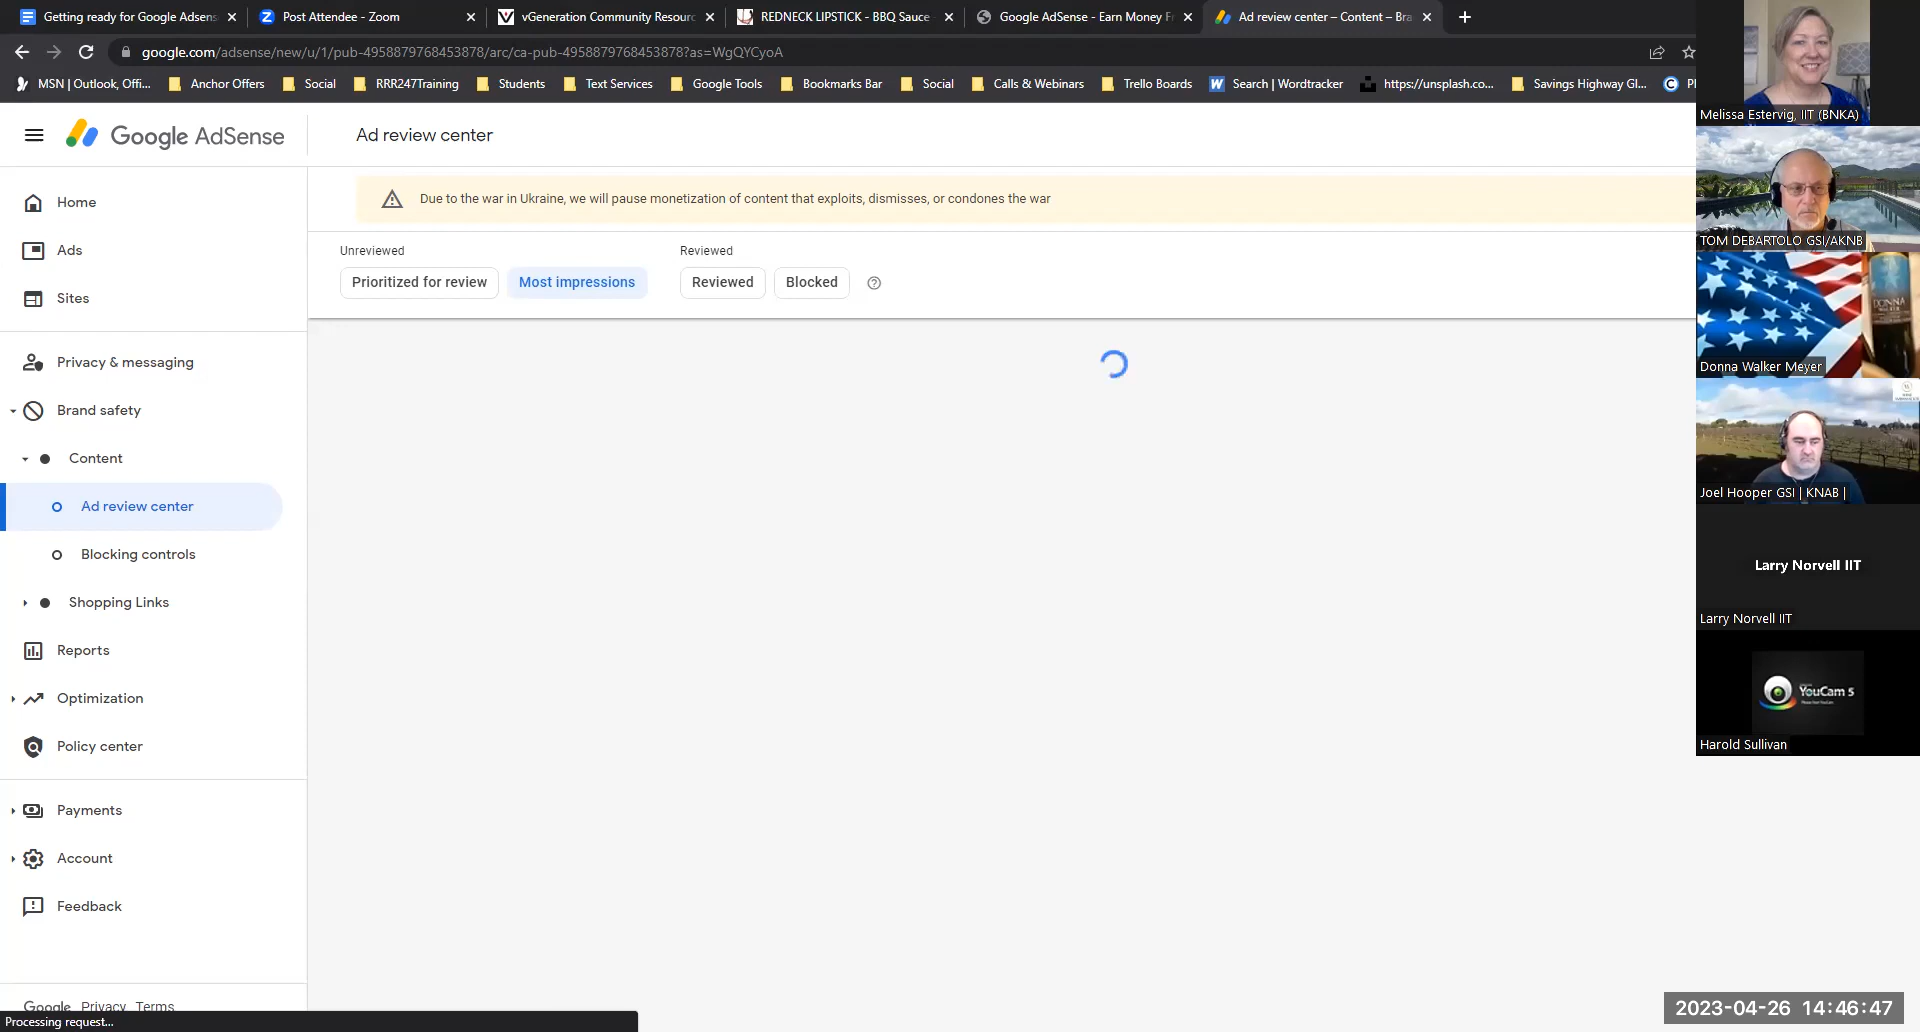 Getting ready for Google Adsens
Post Attendee - Zoom
vGeneration Community Resourc
REDNECK LIPSTICK - BBQ Sauce
Google AdSense - Earn Money F
Ad review center – Content – Bra
google.com/adsense/new/u/1/pub-4958879768453878/arc/ca-pub-4958879768453878?as=WgQYCyoA
MSN | Outlook, Offi...
Anchor Offers
Social
RRR247Training
Students
Text Services
Google Tools
Bookmarks Bar
Social
Calls & Webinars
Trello Boards
Search | Wordtracker
https://unsplash.co...
Savings Highway Gl...
Google AdSense
Ad review center
Due to the war in Ukraine, we will pause monetization of content that exploits, dismisses, or condones the war
Unreviewed
Reviewed
Prioritized for review
Most impressions
Reviewed
Blocked
Home
Ads
Sites
Privacy & messaging
Brand safety
Content
Ad review center
Blocking controls
Shopping Links
Reports
Optimization
Policy center
Payments
Account
Feedback
Google Privacy Terms
Processing request...
Melissa Estervig, IIT (BNKA)
TOM DEBARTOLO GSI/AKNB
DONNA
Donna Walker Meyer
Joel Hooper GSI | KNAB |
Larry Norvell IIT
Larry Norvell IIT
YouCam 5
Harold Sullivan
2023-04-26 14:46:47